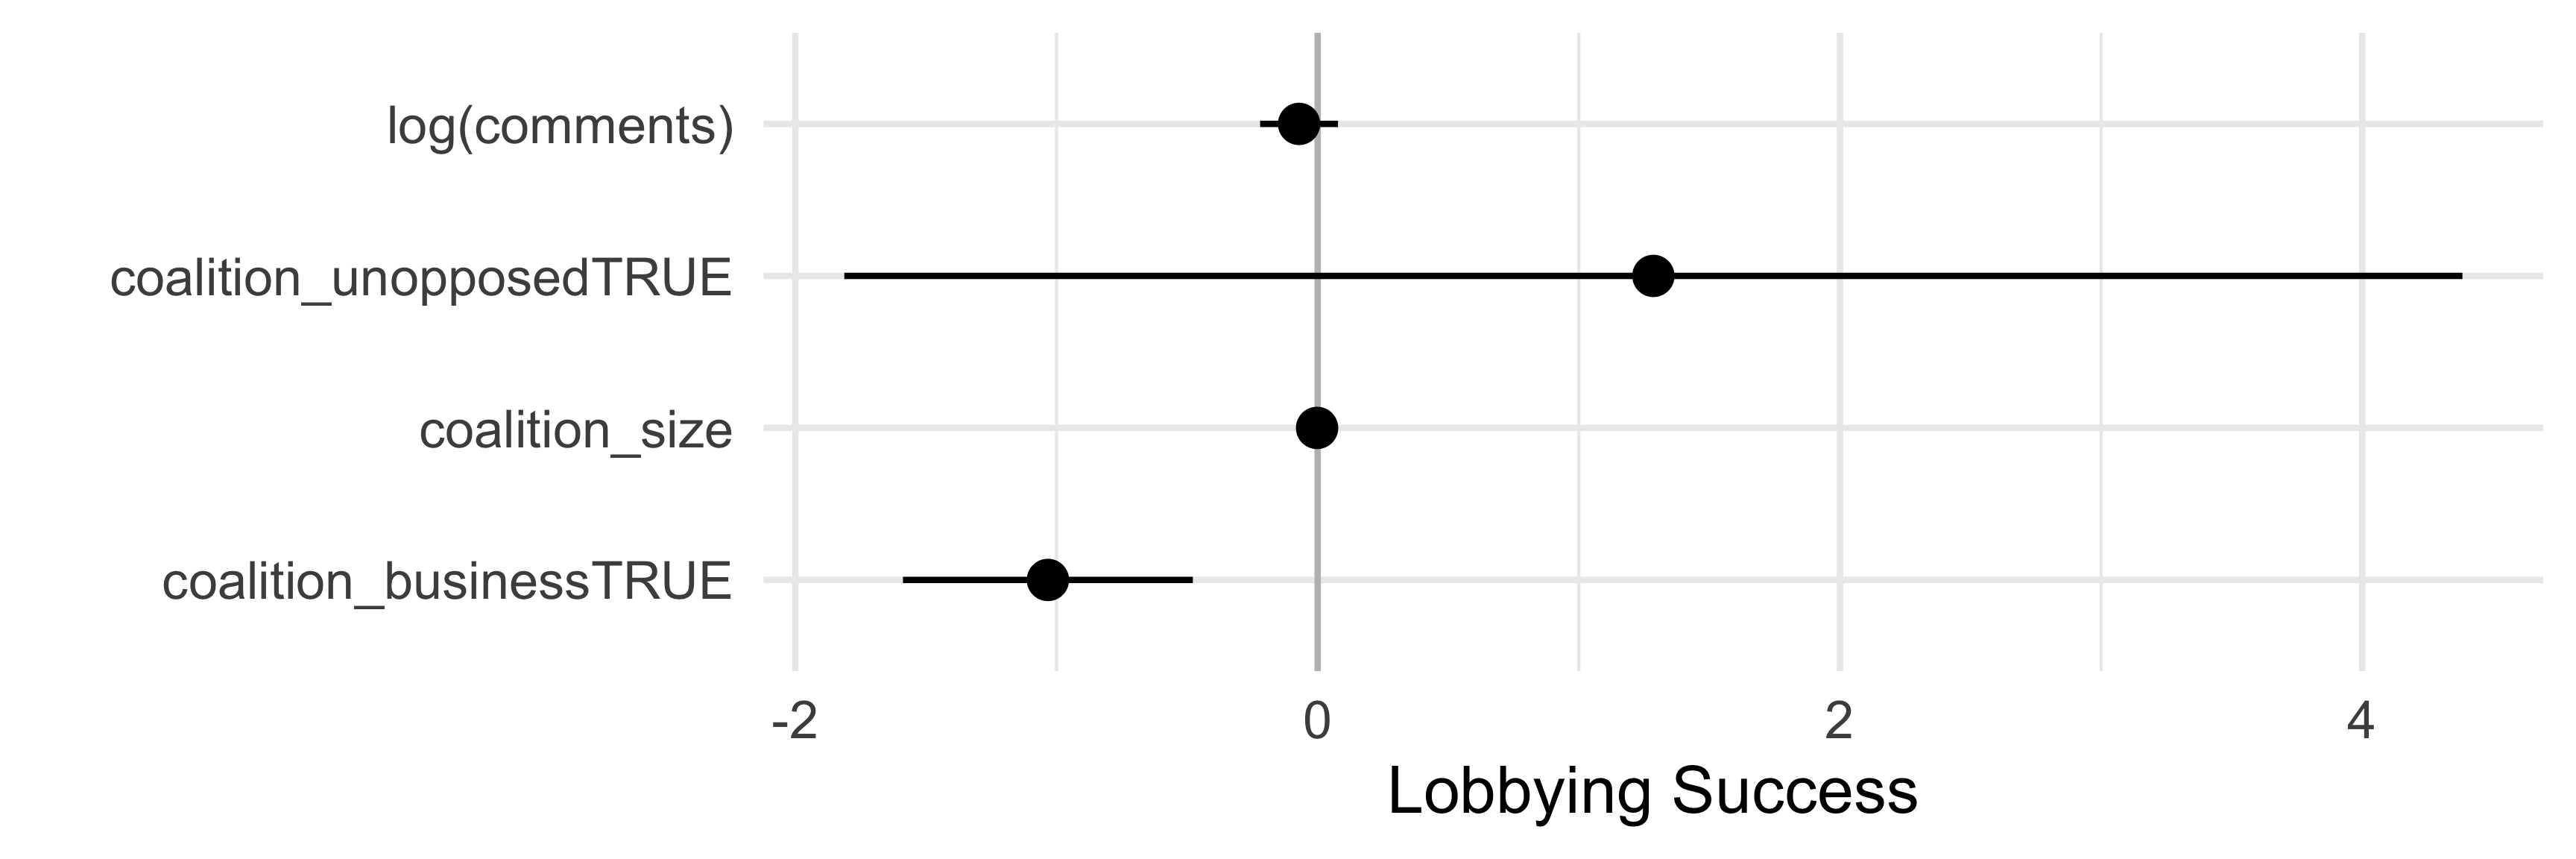 log(comments)
coalition_unopposedTRUE
coalition_size
coalition_businessTRUE
-2 0 2 4
Lobbying Success